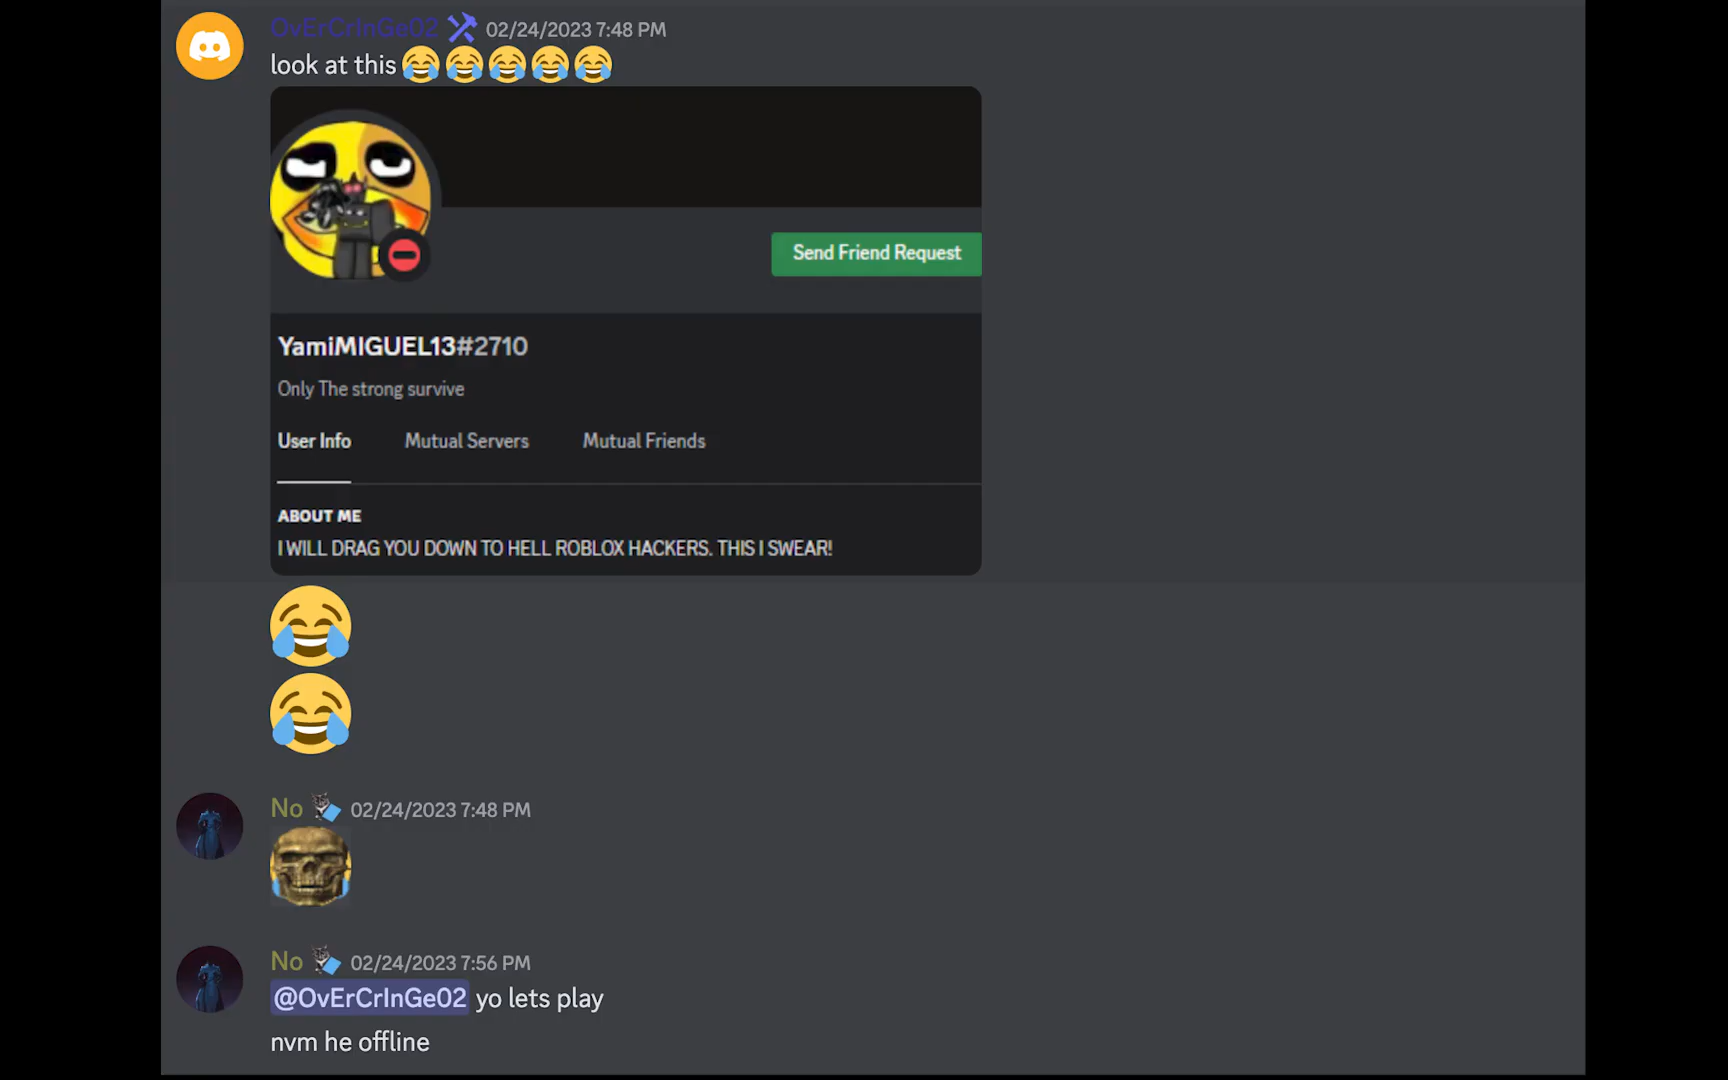 OvErCrInGe02 02/24/2023 7:48 PM
look at this 😂😂😂😂😂
Send Friend Request
YamiMIGUEL13#2710
Only The strong survive
User Info Mutual Servers Mutual Friends
ABOUT ME
I WILL DRAG YOU DOWN TO HELL ROBLOX HACKERS. THIS I SWEAR!
😂
😂
No 02/24/2023 7:48 PM
No 02/24/2023 7:56 PM
@OvErCrInGe02 yo lets play
nvm he offline